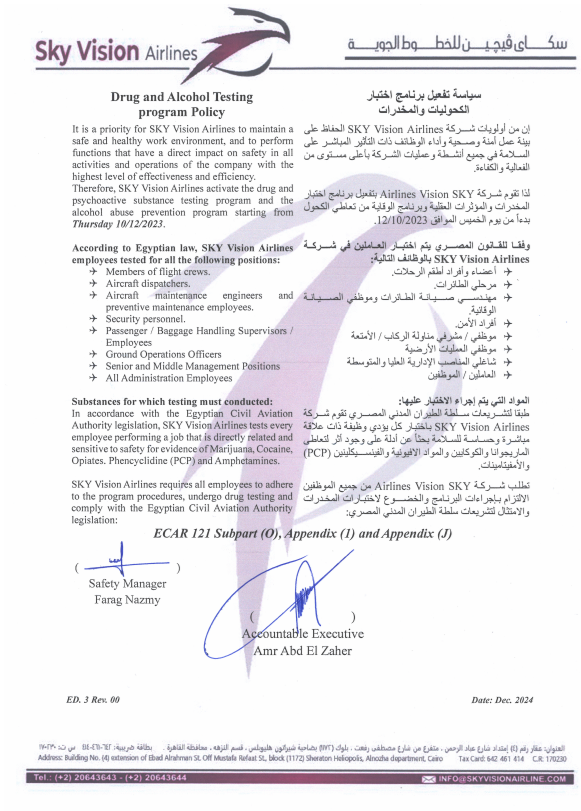 Sky Vision Airlines
سكاى ڤيجين للخطوط الجوية
Drug and Alcohol Testing
program Policy
It is a priority for SKY Vision Airlines to maintain a
safe and healthy work environment, and to perform
functions that have a direct impact on safety in all
activities and operations of the company with the
highest level of effectiveness and efficiency.
Therefore, SKY Vision Airlines activate the drug and
psychoactive substance testing program and the
alcohol abuse prevention program starting from
Thursday 10/12/2023.
According to Egyptian law, SKY Vision Airlines
employees tested for all the following positions:
Members of flight crews.
Aircraft dispatchers.
Aircraft maintenance engineers and
preventive maintenance employees.
Security personnel.
Passenger / Baggage Handling Supervisors /
Employees
Ground Operations Officers
Senior and Middle Management Positions
All Administration Employees
Substances for which testing must conducted:
In accordance with the Egyptian Civil Aviation
Authority legislation, SKY Vision Airlines tests every
employee performing a job that is directly related and
sensitive to safety for evidence of Marijuana, Cocaine,
Opiates. Phencyclidine (PCP) and Amphetamines.
SKY Vision Airlines requires all employees to adhere
to the program procedures, undergo drug testing and
comply with the Egyptian Civil Aviation Authority
legislation:
سياسة تفعيل برنامج اختبار
الكحوليات والمخدرات
إن من أولويات شركة SKY Vision Airlines الحفاظ على
بيئة عمل آمنة وصحية وأداء الوظائف ذات التأثير المباشر على
السلامة في جميع أنشطة وعمليات الشركة بأعلى مستوى من
الفعالية والكفاءة.
لذا تقوم شركة Airlines Vision SKY بتفعيل برنامج اختبار
المخدرات والمؤثرات العقلية وبرنامج الوقاية من تعاطي الكحول
بدءاً من يوم الخميس الموافق 12/10/2023.
وفقا للقانون المصري يتم اختبار العاملين في شركة
SKY Vision Airlines بالوظائف التالية:
أعضاء وأفراد أطقم الرحلات.
مرحلي الطائرات.
مهندسي صيانة الطائرات وموظفي الصيانة
الوقائية.
أفراد الأمن.
موظفي / مشرفي مناولة الركاب / الأمتعة
موظفي العمليات الأرضية
شاغلي المناصب الإدارية العليا والمتوسطة
العاملين / الموظفين
المواد التي يتم إجراء الاختبار عليها:
طبقا لتشريعات سلطة الطيران المدني المصري تقوم شركة
SKY Vision Airlines باختبار كل يؤدي وظيفة ذات علاقة
مباشرة وحساسة للسلامة بحثاً عن أدلة على وجود أثر لتعاطى
الماريجوانا والكوكايين والمواد الافيونية والفينسيكليدين (PCP)
والأمفيتامينات.
تطلب شركة Airlines Vision SKY من جميع الموظفين
الالتزام بإجراءات البرنامج والخضوع لاختبارات المخدرات
والامتثال لتشريعات سلطة الطيران المدني المصري:
ECAR 121 Subpart (O), Appendix (1) and Appendix (J)
( )
Safety Manager
Farag Nazmy
( )
Accountable Executive
Amr Abd El Zaher
ED. 3 Rev. 00
Date: Dec. 2024
العنوان: عقار رقم (٤) إمتداد شارع عباد الرحمن ، متفرع من شارع مصطفى رفعت ، بلوك (١١٧٢) بضاحية شيراتون هليوبلس ، قسم النزهه ، محافظة القاهرة . بطاقة ضريبية: ٦٤٢-٤٦١-٤١٤ س ت: ١٧٠٢٣٠
Address: Building No. (4) extension of Ebad Alrahman St. Off Mustafa Refaat St., block (1172) Sheraton Heliopolis, Alnozha department, Cairo Tax Card: 642 461 414 C.R: 170230
Tel.: (+2) 20643643 - (+2) 20643644
INFO@SKYVISIONAIRLINE.COM